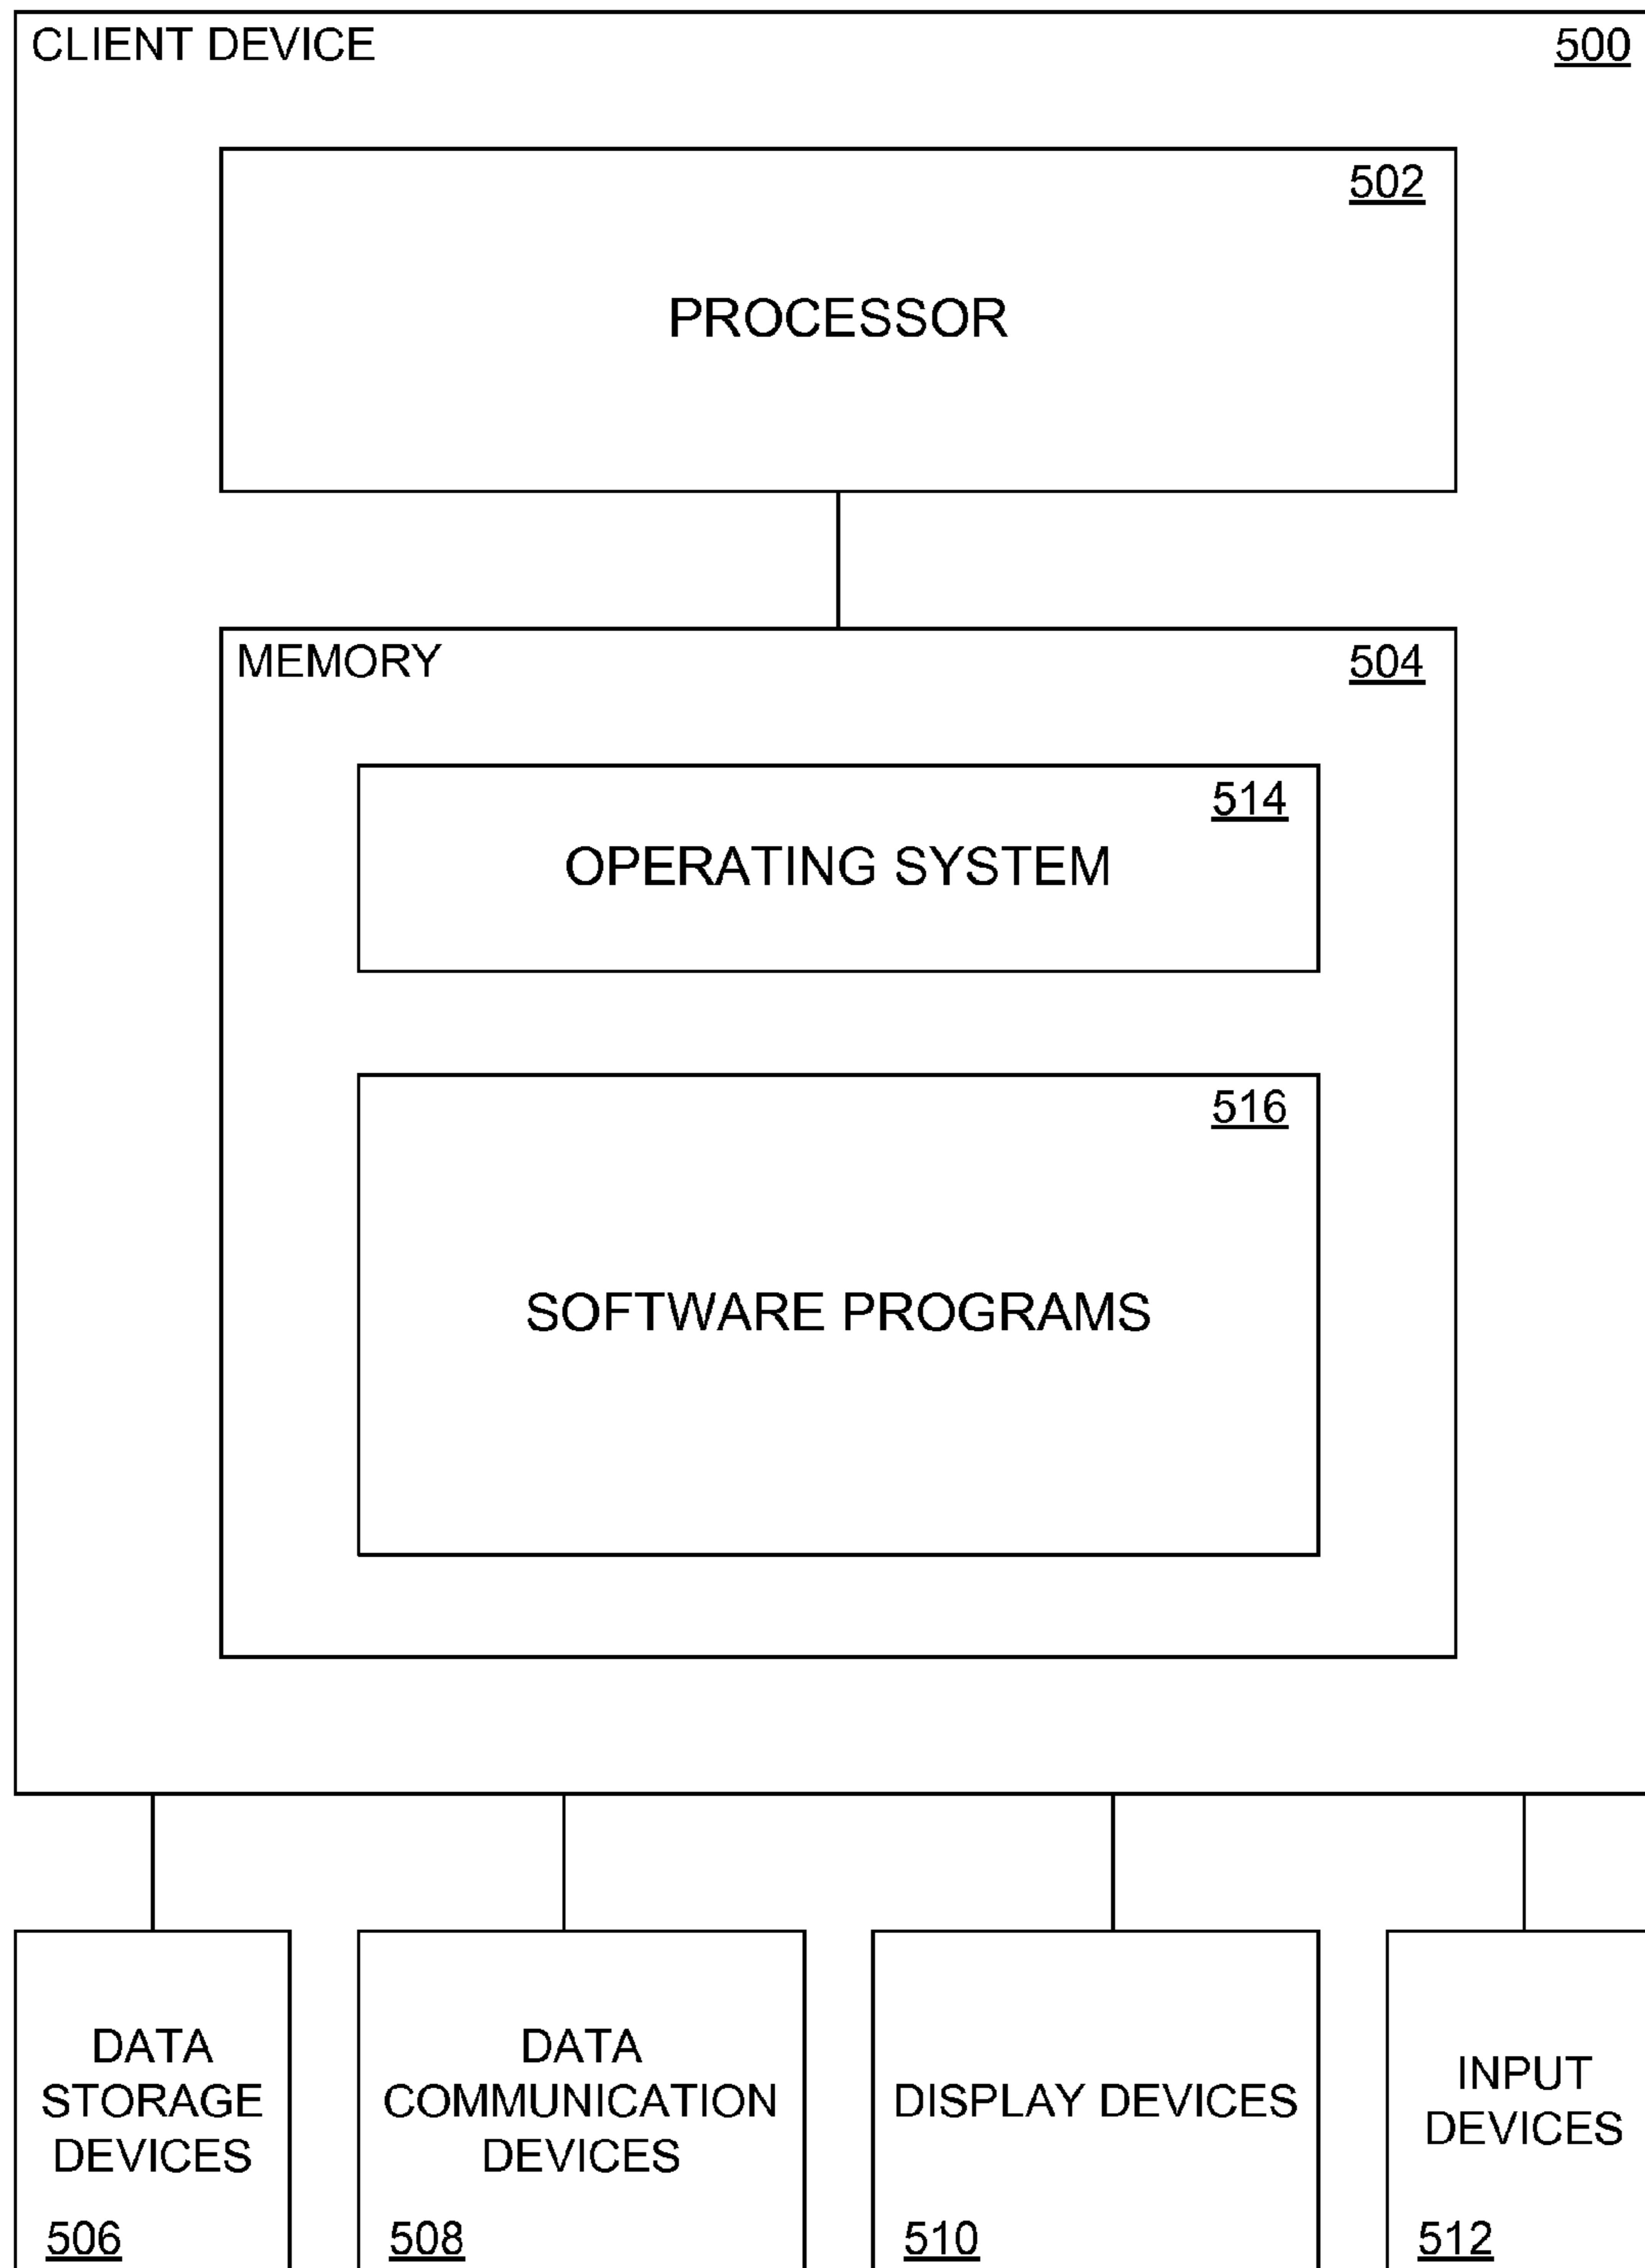 CLIENT DEVICE 500
502
PROCESSOR
MEMORY 504
514
OPERATING SYSTEM
516
SOFTWARE PROGRAMS
DATA
STORAGE
DEVICES
506
DATA
COMMUNICATION
DEVICES
508
DISPLAY DEVICES
510
INPUT
DEVICES
512